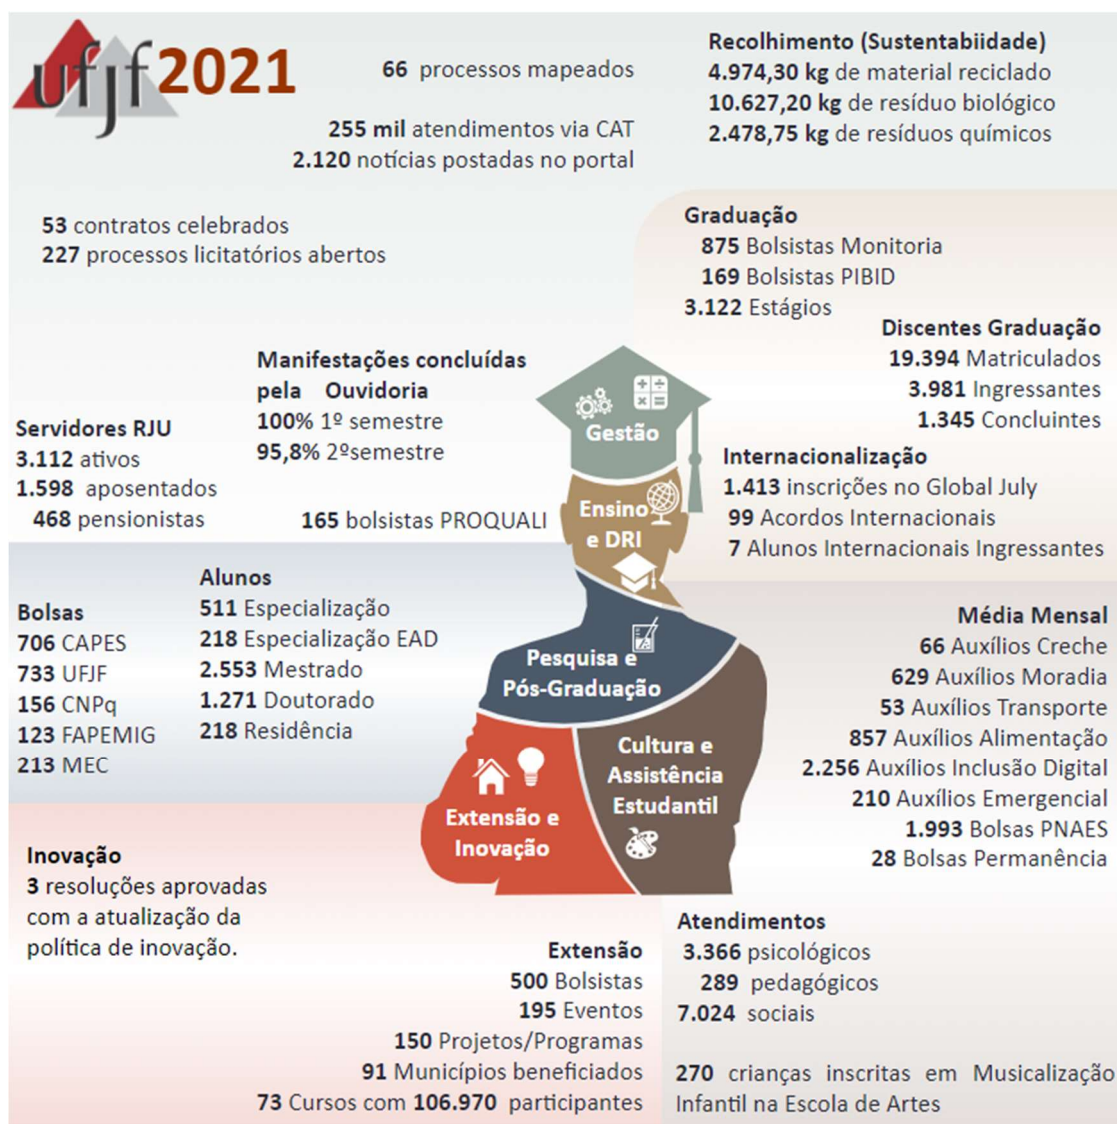 ufjf 2021
66 processos mapeados
255 mil atendimentos via CAT
2.120 notícias postadas no portal
Recolhimento (Sustentabiidade)
4.974,30 kg de material reciclado
10.627,20 kg de resíduo biológico
2.478,75 kg de resíduos químicos
53 contratos celebrados
227 processos licitatórios abertos
Graduação
875 Bolsistas Monitoria
169 Bolsistas PIBID
3.122 Estágios
Discentes Graduação
19.394 Matriculados
3.981 Ingressantes
1.345 Concluintes
Manifestações concluídas
pela Ouvidoria
100% 1º semestre
95,8% 2ºsemestre
Servidores RJU
3.112 ativos
1.598 aposentados
468 pensionistas
165 bolsistas PROQUALI
Gestão
Ensino
e DRI
Internacionalização
1.413 inscrições no Global July
99 Acordos Internacionais
7 Alunos Internacionais Ingressantes
Bolsas
706 CAPES
733 UFJF
156 CNPq
123 FAPEMIG
213 MEC
Alunos
511 Especialização
218 Especialização EAD
2.553 Mestrado
1.271 Doutorado
218 Residência
Pesquisa e
Pós-Graduação
Média Mensal
66 Auxílios Creche
629 Auxílios Moradia
53 Auxílios Transporte
857 Auxílios Alimentação
2.256 Auxílios Inclusão Digital
210 Auxílios Emergencial
1.993 Bolsas PNAES
28 Bolsas Permanência
Cultura e
Assistência
Estudantil
Extensão e
Inovação
Inovação
3 resoluções aprovadas
com a atualização da
política de inovação.
Extensão
500 Bolsistas
195 Eventos
150 Projetos/Programas
91 Municípios beneficiados
73 Cursos com 106.970 participantes
Atendimentos
3.366 psicológicos
289 pedagógicos
7.024 sociais
270 crianças inscritas em Musicalização
Infantil na Escola de Artes